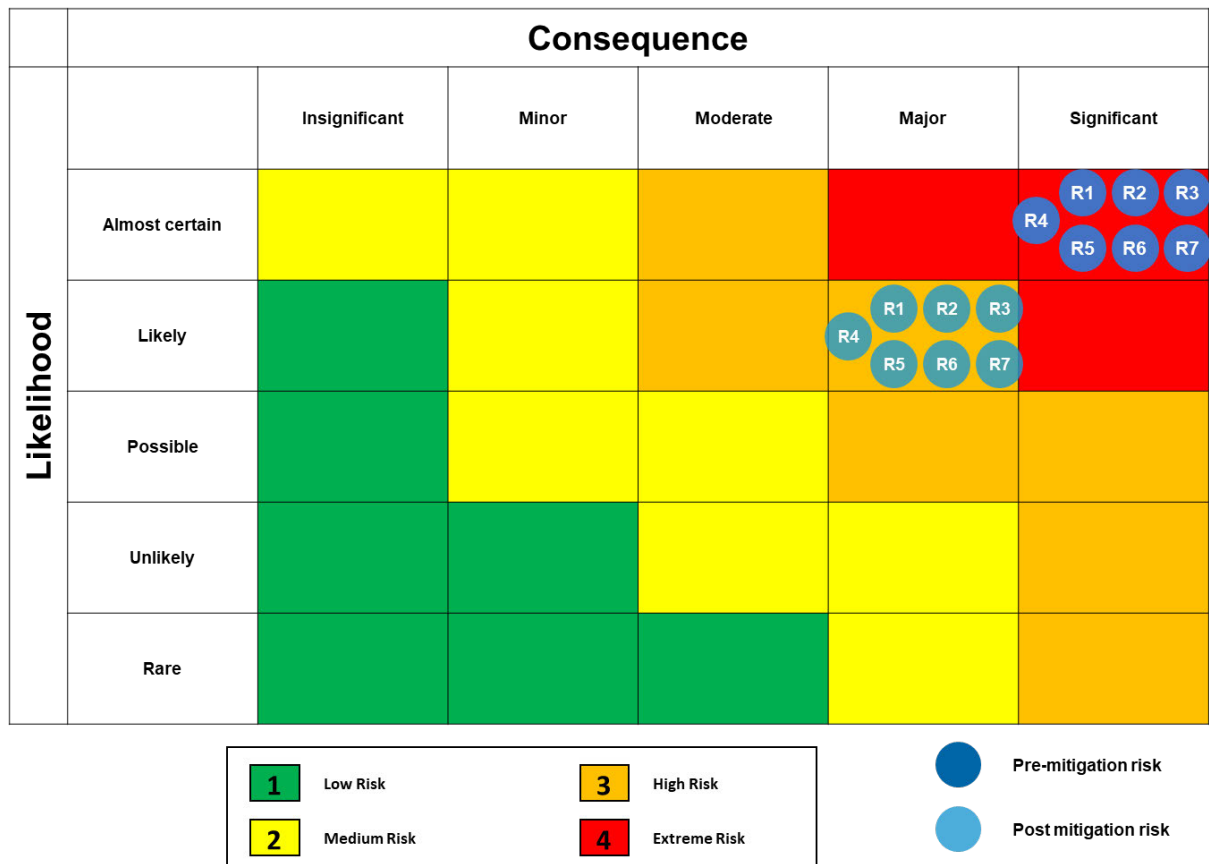 Consequence
Likelihood
Insignificant
Minor
Moderate
Major
Significant
Almost certain
R1
R2
R3
R4
R5
R6
R7
Likely
R1
R2
R3
R4
R5
R6
R7
Possible
Unlikely
Rare
1 Low Risk
3 High Risk
Pre-mitigation risk
2 Medium Risk
4 Extreme Risk
Post mitigation risk